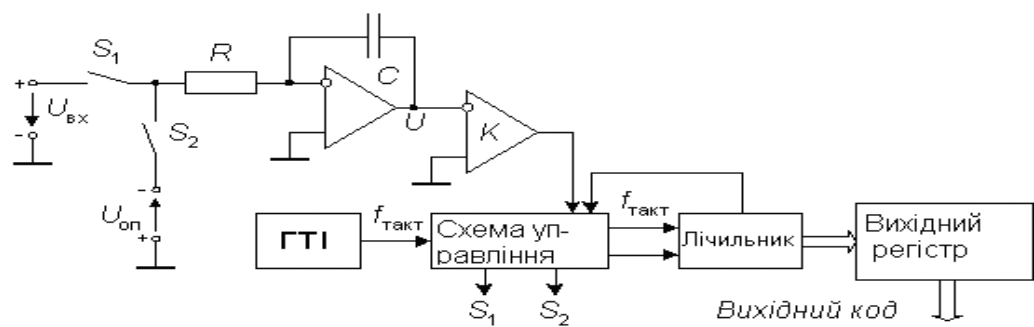 S1
R
C
+
Uвх
-
S2
U
K
-
Uоп
+
ГТІ
fтакт
Схема уп-
равління
fтакт
Лічильник
Вихідний
регістр
S1
S2
Вихідний код